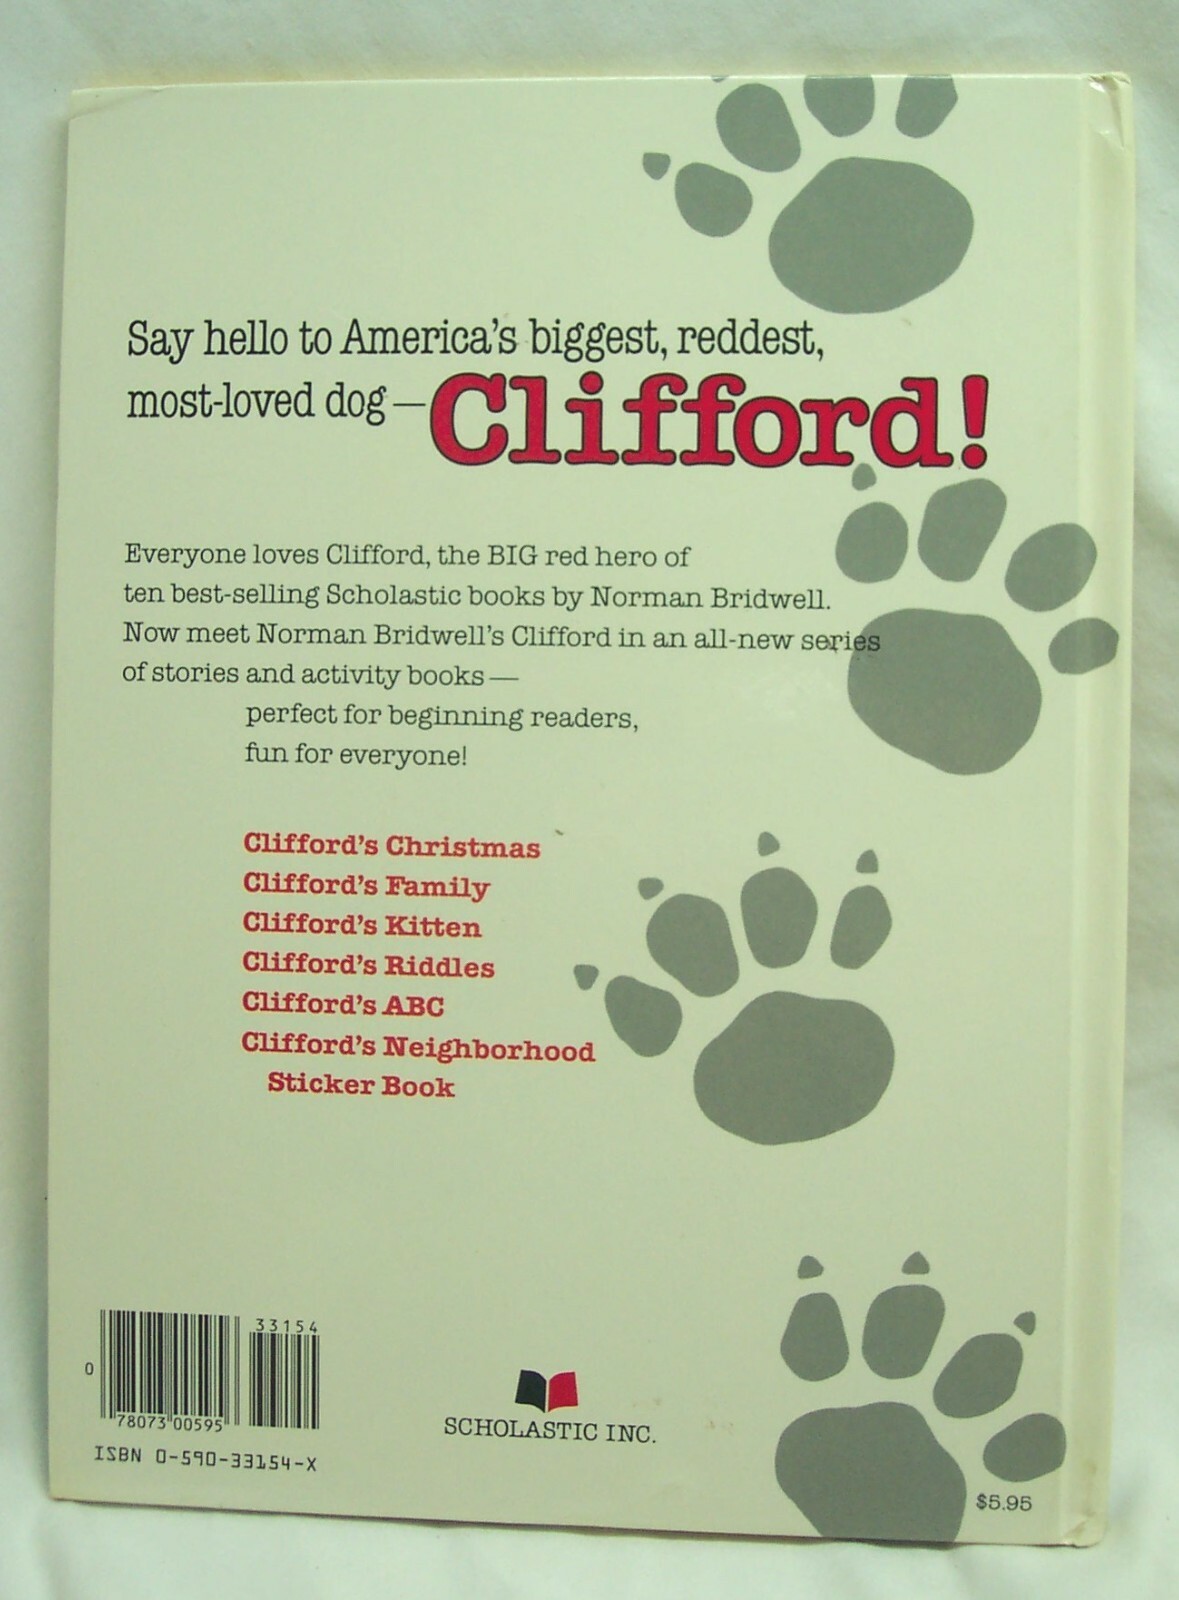 Say hello to America's biggest, reddest,
most-loved dog—Clifford!
Everyone loves Clifford, the BIG red hero of
ten best-selling Scholastic books by Norman Bridwell.
Now meet Norman Bridwell's Clifford in an all-new series
of stories and activity books—
perfect for beginning readers,
fun for everyone!
Clifford's Christmas
Clifford's Family
Clifford's Kitten
Clifford's Riddles
Clifford's ABC
Clifford's Neighborhood
Sticker Book
33154
0
78073 00595
ISBN 0-590-33154-X
SCHOLASTIC INC.
$5.95